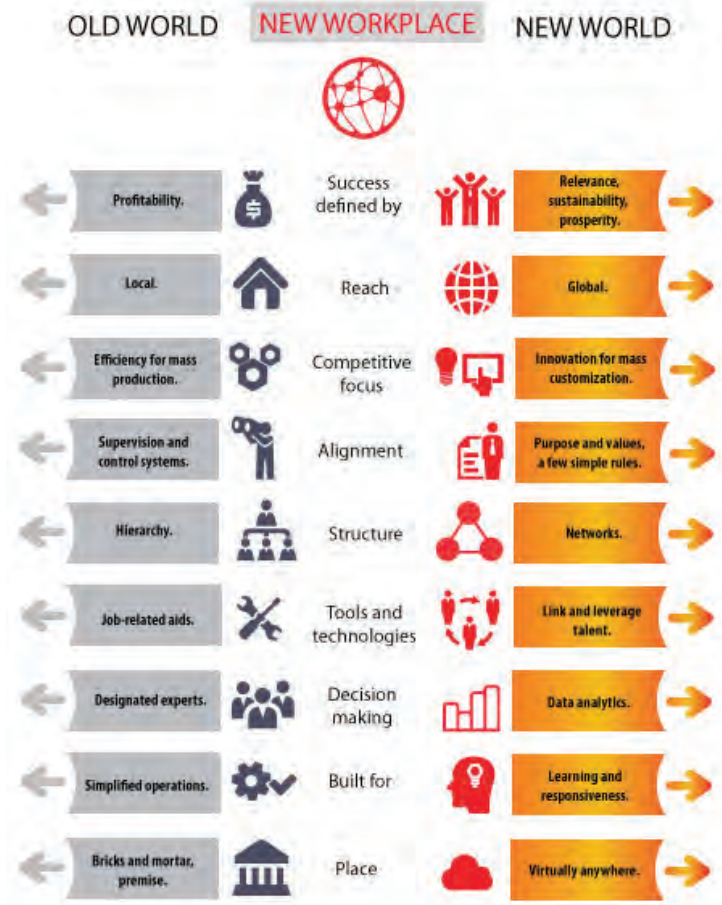 OLD WORLD NEW WORKPLACE NEW WORLD
Profitability.
Success
defined by
Relevance,
sustainability,
prosperity.
Local.
Reach
Global.
Efficiency for mass
production.
Competitive
focus
Innovation for mass
customization.
Supervision and
control systems.
Alignment
Purpose and values,
a few simple rules.
Hierarchy.
Structure
Networks.
Job-related aids.
Tools and
technologies
Link and leverage
talent.
Designated experts.
Decision
making
Data analytics.
Simplified operations.
Built for
Learning and
responsiveness.
Bricks and mortar,
premise.
Place
Virtually anywhere.